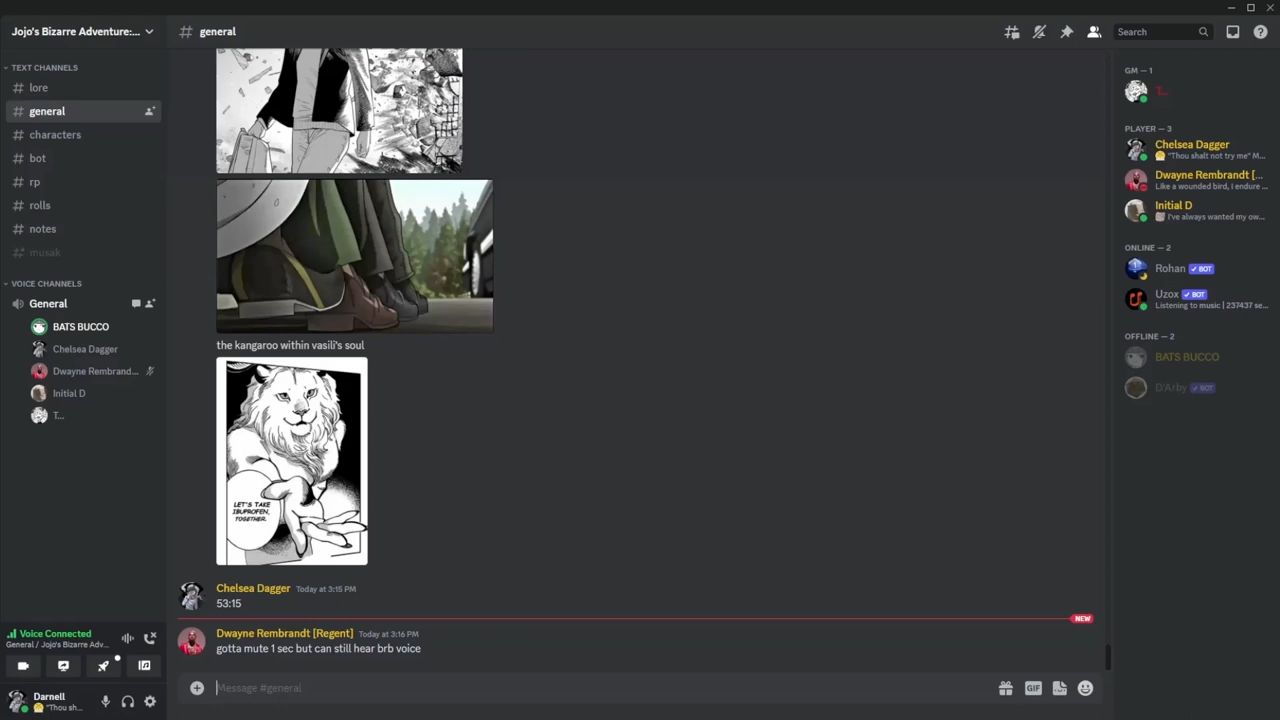 Jojo's Bizarre Adventure:...
TEXT CHANNELS
lore
general
characters
bot
rp
rolls
notes
musak
VOICE CHANNELS
General
BATS BUCCO
Chelsea Dagger
Dwayne Rembrand...
Initial D
T...
Voice Connected
General / Jojo's Bizarre Adv...
Darnell
"Thou sh...
# general
Search
the kangaroo within vasili's soul
LET'S TAKE
IBUPROFEN,
TOGETHER.
Chelsea Dagger Today at 3:15 PM
53:15
NEW
Dwayne Rembrandt [Regent] Today at 3:16 PM
gotta mute 1 sec but can still hear brb voice
Message #general
GIF
GM — 1
T...
PLAYER — 3
Chelsea Dagger
"Thou shalt not try me" M...
Dwayne Rembrandt [...
Like a wounded bird, I endure ...
Initial D
I've always wanted my ow...
ONLINE — 2
Rohan ✓ BOT
Uzox ✓ BOT
Listening to music | 237437 se...
OFFLINE — 2
BATS BUCCO
D'Arby ✓ BOT